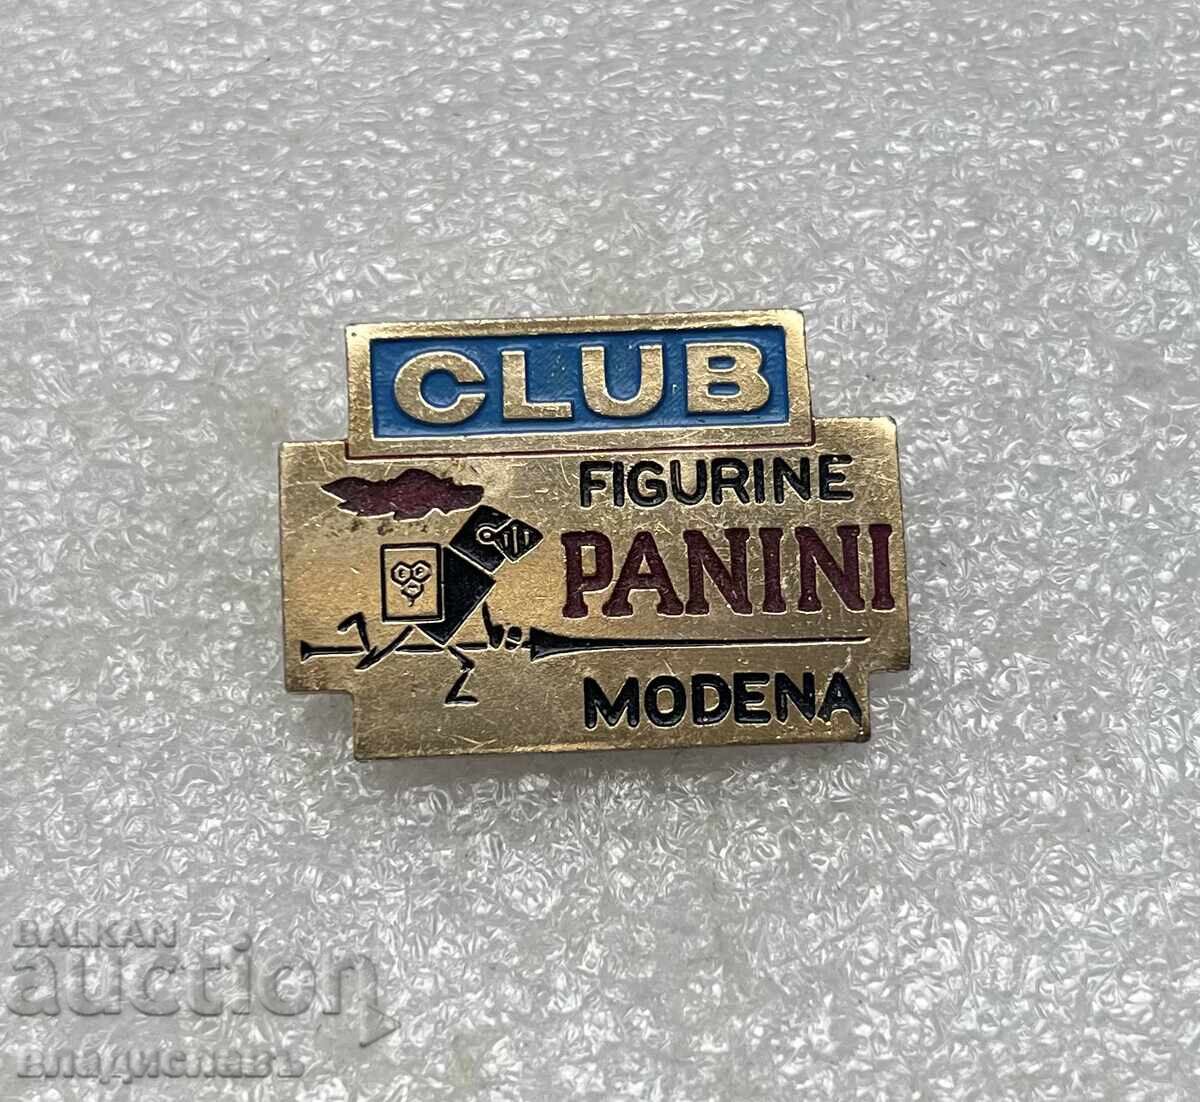 CLUB
FIGURINE
PANINI
MODENA
BALKAN
auction
Владиславъ